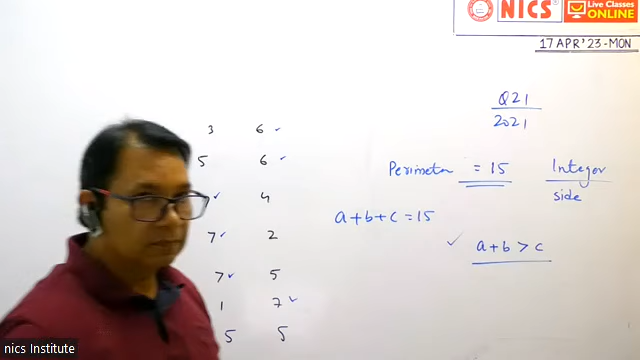 NICS
Live Classes
ONLINE
17 APR'23-MON
Q21
2021
Perimeter = 15 Integer
side
a+b+c = 15
✓ a+b > c
3 6 ✓
5 6 ✓
✓ 4
7 ✓ 2
7 ✓ 5
1 7 ✓
5 5
nics Institute